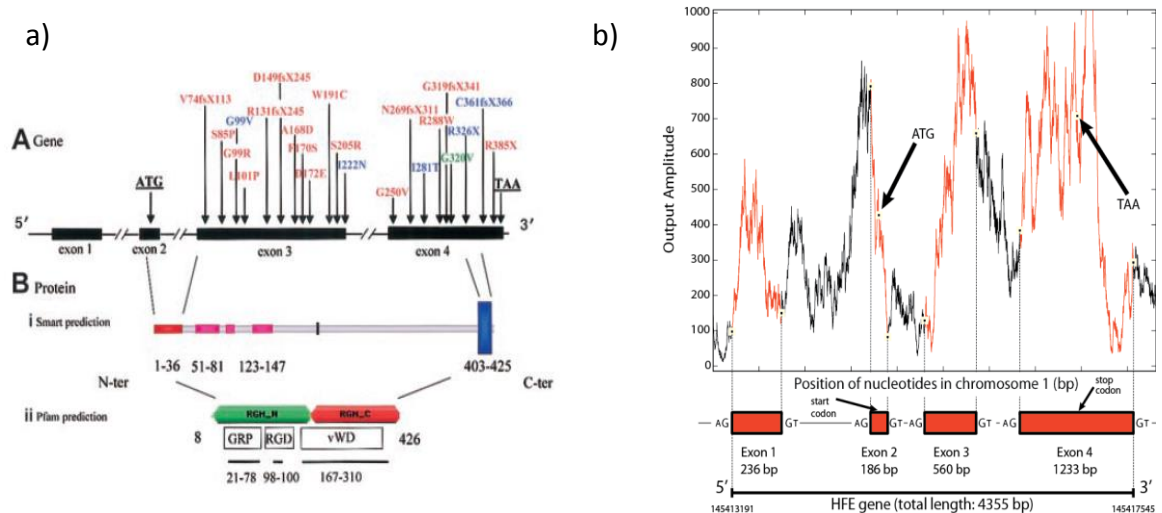 a)
D149fsX245
V74fsX113
R131fsX245
W191C
G319fsX341
C361fsX366
N269fsX311
S85P
G99V
A168D
R288W
R326X
G99R
F170S
S205R
I281T
G320V
R385X
L101P
D172E
I222N
G250V
A Gene
ATG
TAA
5′
3′
exon 1
exon 2
exon 3
exon 4
B Protein
i Smart prediction
1-36
51-81
123-147
403-425
N-ter
C-ter
ii Pfam prediction
RGM_N
RGM_C
8
GRP
RGD
vWD
426
21-78
98-100
167-310
b)
Output Amplitude
900
800
700
600
500
400
300
200
100
0
ATG
TAA
Position of nucleotides in chromosome 1 (bp)
start codon
stop codon
AG
GT
AG
GT
AG
GT
AG
GT
Exon 1
236 bp
Exon 2
186 bp
Exon 3
560 bp
Exon 4
1233 bp
5′
3′
HFE gene (total length: 4355 bp)
145413191
145417545